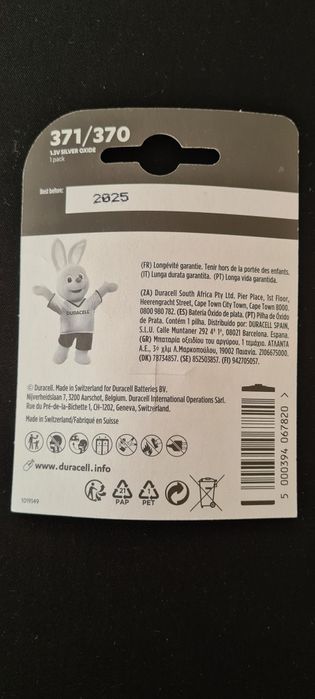 371/370
1.5V SILVER OXIDE
1 pack
Best before:
2025
DURACELL
(FR) Longévité garantie. Tenir hors de la portée des enfants.
(IT) Lunga durata garantita. (PT) Longa vida garantida.
(ZA) Duracell South Africa Pty Ltd. Pier Place, 1st Floor,
Heerengracht Street, Cape Town City Town, Cape Town 8000.
0800 980 782. (ES) Batería Óxido de plata. (PT) Pilha de Óxido
de Prata. Contém 1 pilha. Distribuido por: DURACELL SPAIN,
S.L.U. Calle Muntaner 292 4° 1ª, 08021 Barcelona. Espana.
(GR) Μπαταρία οξειδίου του αργύρου, 1 τεμάχιο. ΑΤΛΑΝΤΑ
Α.Ε., 3° χλμ Λ.Μαρκοπούλου, 19002 Παιανία. 2106675000.
(DK) 78734857. (SE) 852503857. (FI) 942705057.
© Duracell. Made in Switzerland for Duracell Batteries BV.
Nijverheidslaan 7, 3200 Aarschot, Belgium. Duracell International Operations Sàrl.
Rue du Pré-de-la-Bichette 1, CH-1202, Geneva, Switzerland.
Made in Switzerland/Fabriqué en Suisse
www.duracell.info
21
PAP
1
PET
1019149
5 000394 067820 >